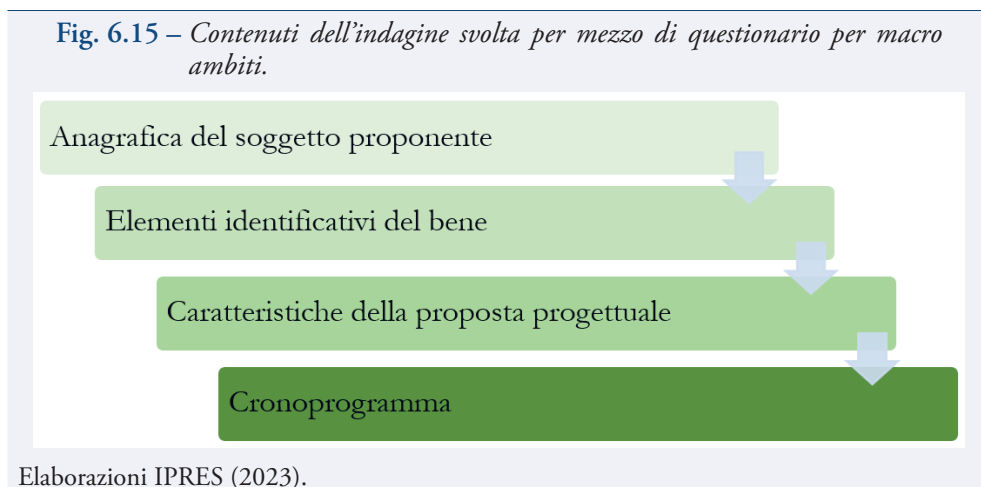 Fig. 6.15 – Contenuti dell'indagine svolta per mezzo di questionario per macro
ambiti.
Anagrafica del soggetto proponente
Elementi identificativi del bene
Caratteristiche della proposta progettuale
Cronoprogramma
Elaborazioni IPRES (2023).